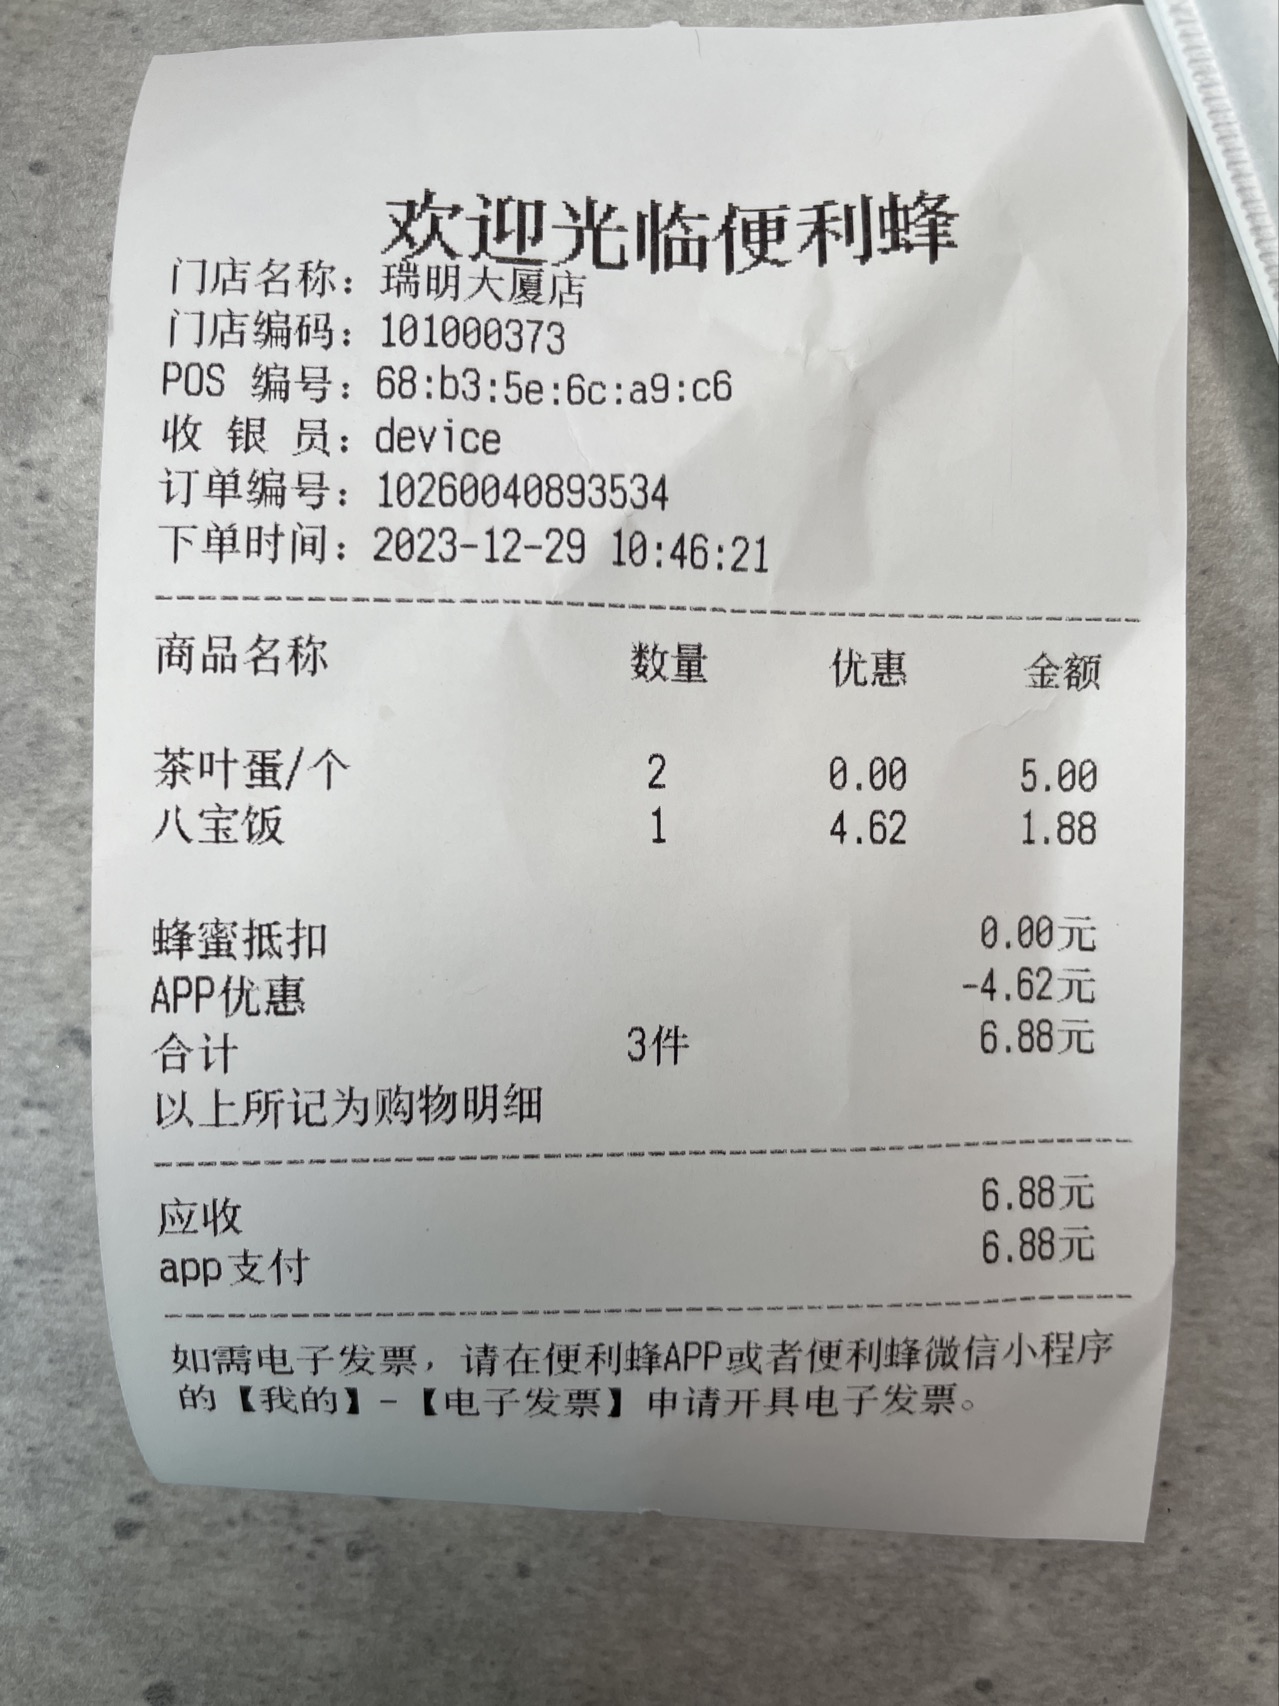 欢迎光临便利蜂
门店名称：瑞明大厦店
门店编码：101000373
POS 编号：68:b3:5e:6c:a9:c6
收 银 员：device
订单编号：10260040893534
下单时间：2023-12-29 10:46:21
商品名称 数量 优惠 金额
茶叶蛋/个 2 0.00 5.00
八宝饭 1 4.62 1.88
蜂蜜抵扣 0.00元
APP优惠 -4.62元
合计 3件 6.88元
以上所记为购物明细
应收 6.88元
app支付 6.88元
如需电子发票，请在便利蜂APP或者便利蜂微信小程序
的【我的】-【电子发票】申请开具电子发票。